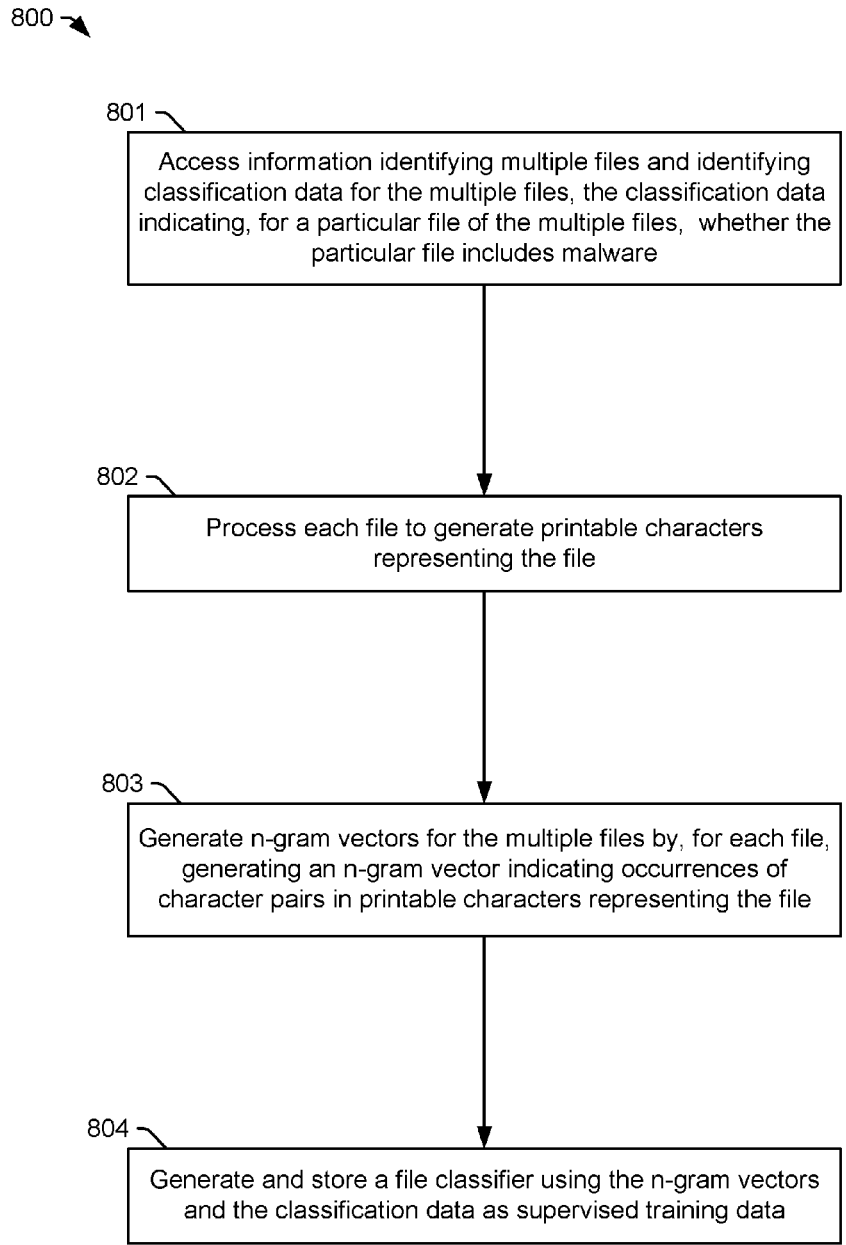 800
801
Access information identifying multiple files and identifying
classification data for the multiple files, the classification data
indicating, for a particular file of the multiple files, whether the
particular file includes malware
802
Process each file to generate printable characters
representing the file
803
Generate n-gram vectors for the multiple files by, for each file,
generating an n-gram vector indicating occurrences of
character pairs in printable characters representing the file
804
Generate and store a file classifier using the n-gram vectors
and the classification data as supervised training data